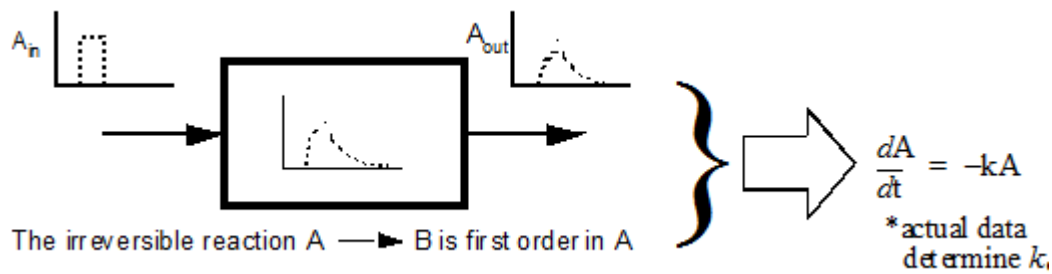 A_in
A_out
dA/dt = –kA
The irreversible reaction A → B is first order in A
*actual data
determine k